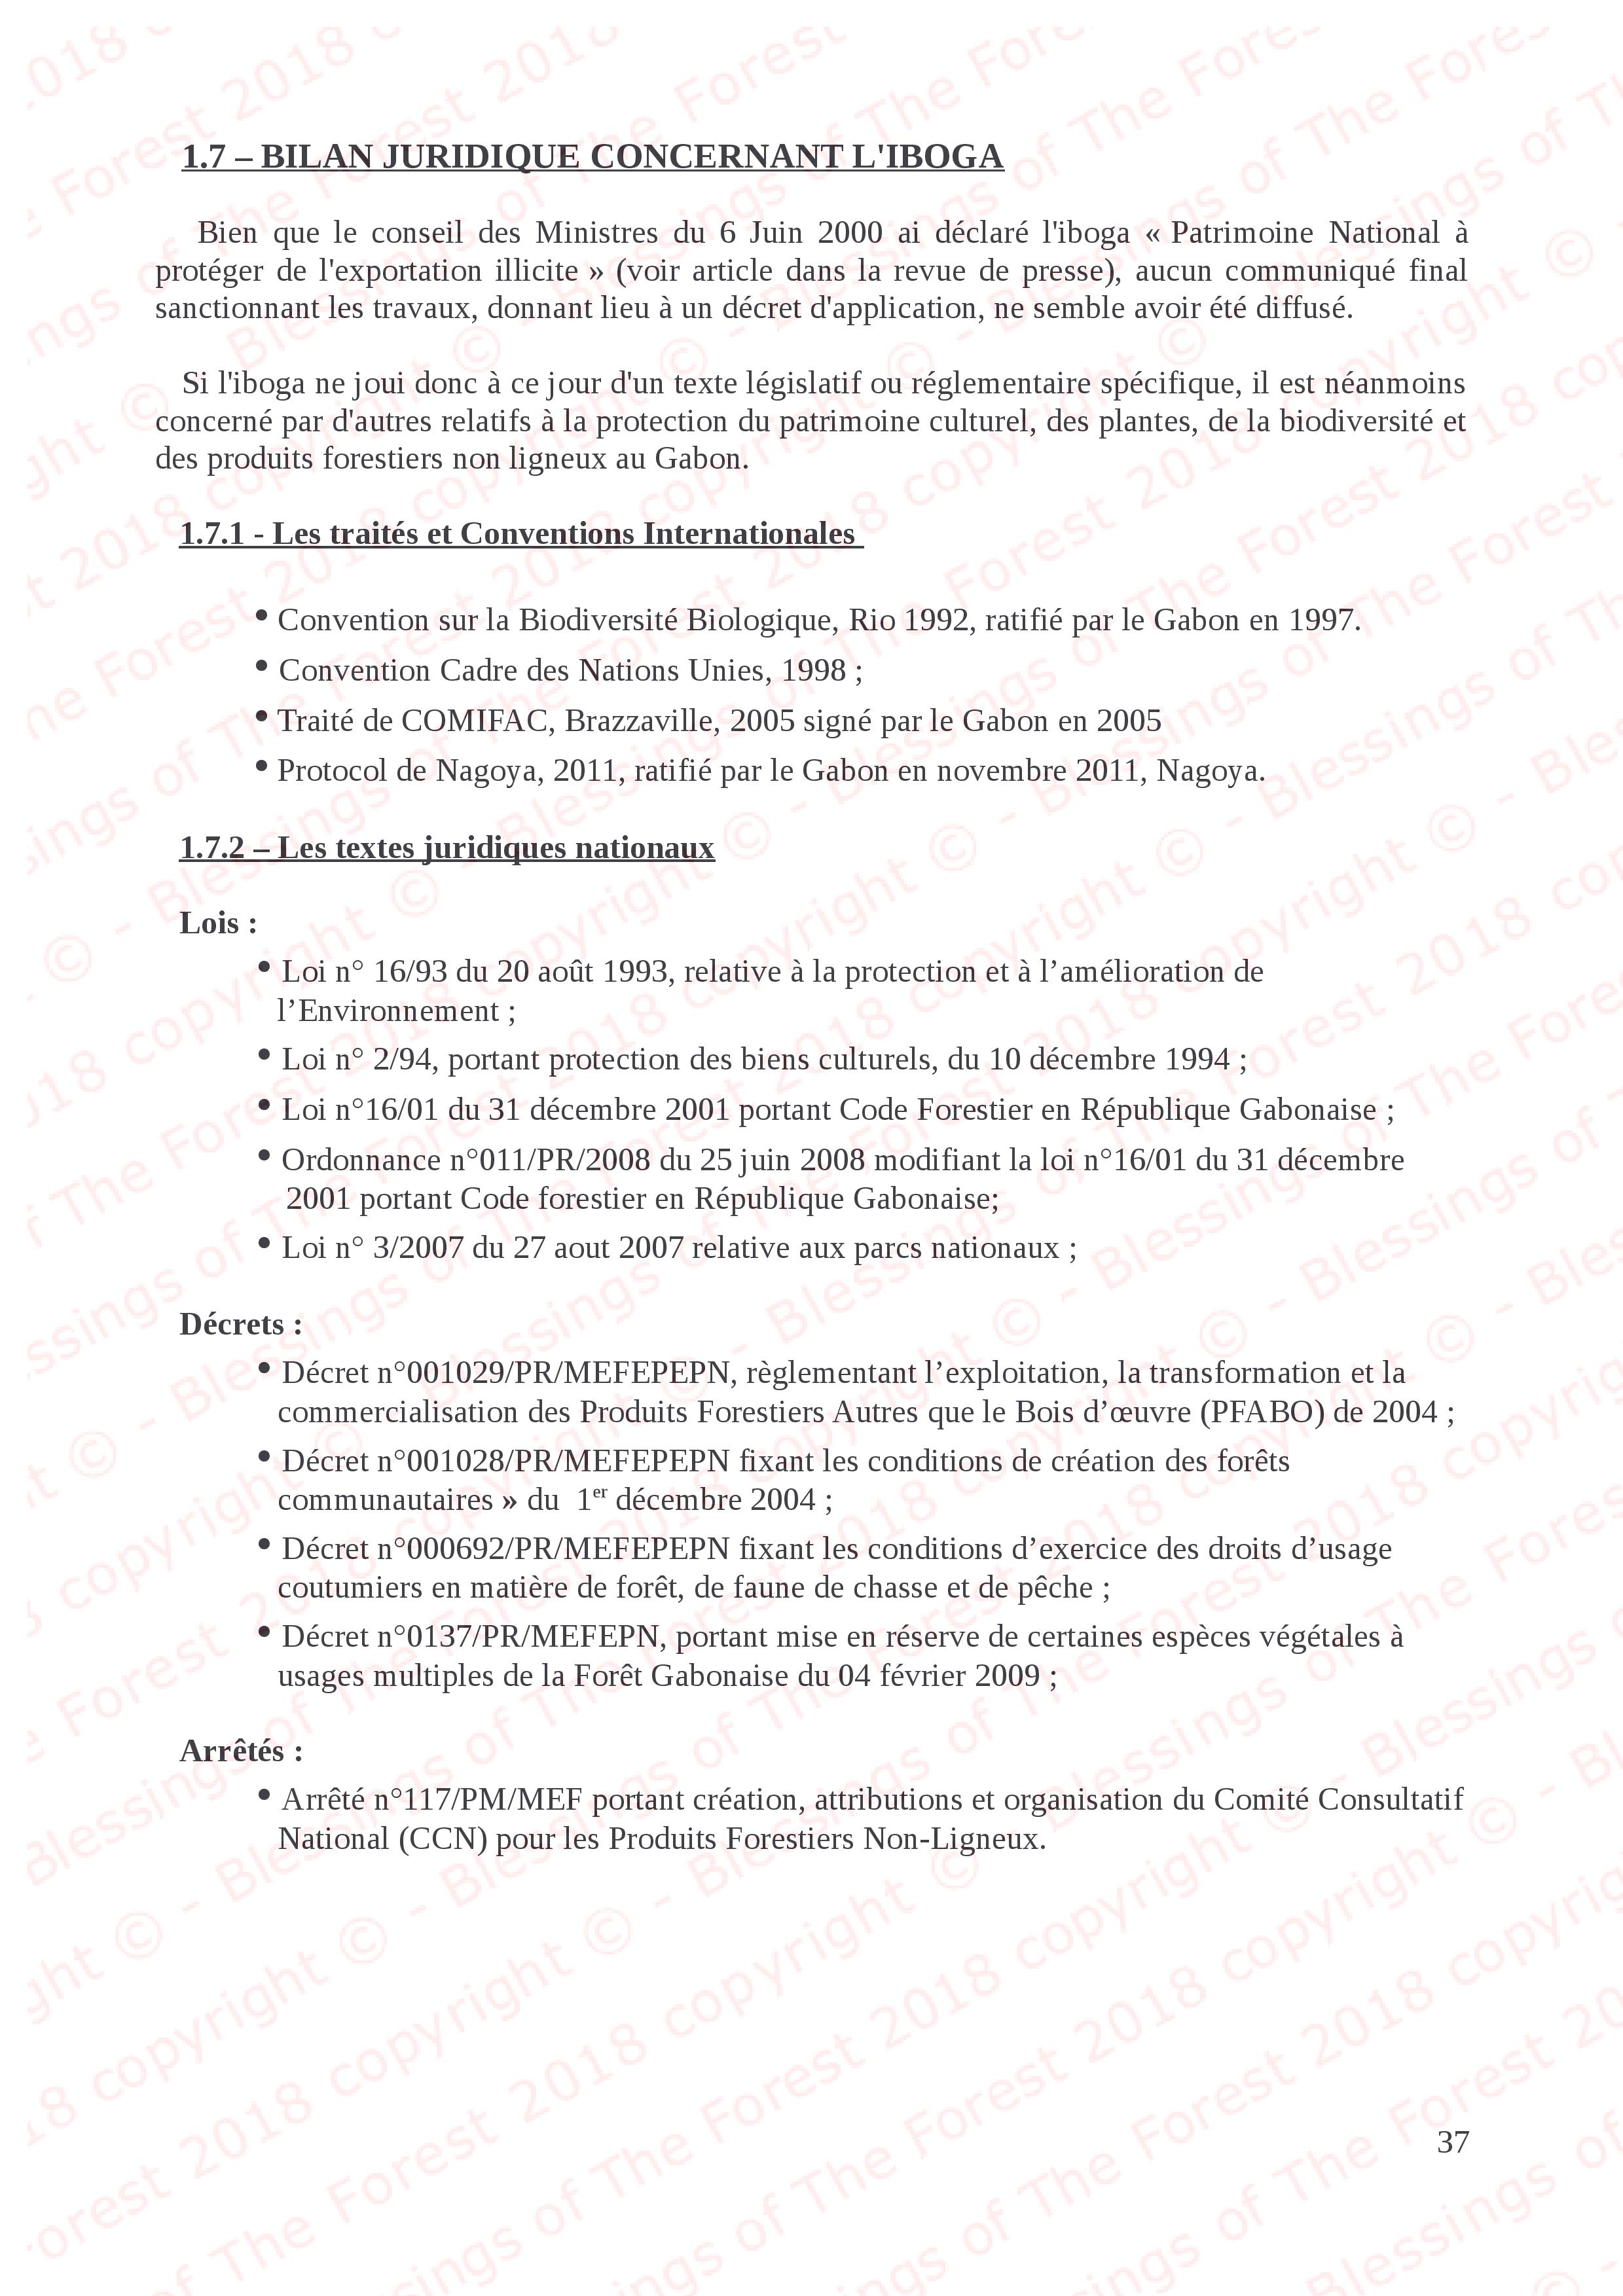 1.7 – BILAN JURIDIQUE CONCERNANT L'IBOGA
Bien que le conseil des Ministres du 6 Juin 2000 ai déclaré l'iboga « Patrimoine National à
protéger de l'exportation illicite » (voir article dans la revue de presse), aucun communiqué final
sanctionnant les travaux, donnant lieu à un décret d'application, ne semble avoir été diffusé.
Si l'iboga ne joui donc à ce jour d'un texte législatif ou réglementaire spécifique, il est néanmoins
concerné par d'autres relatifs à la protection du patrimoine culturel, des plantes, de la biodiversité et
des produits forestiers non ligneux au Gabon.
1.7.1 - Les traités et Conventions Internationales
• Convention sur la Biodiversité Biologique, Rio 1992, ratifié par le Gabon en 1997.
• Convention Cadre des Nations Unies, 1998 ;
• Traité de COMIFAC, Brazzaville, 2005 signé par le Gabon en 2005
• Protocol de Nagoya, 2011, ratifié par le Gabon en novembre 2011, Nagoya.
1.7.2 – Les textes juridiques nationaux
Lois :
• Loi n° 16/93 du 20 août 1993, relative à la protection et à l’amélioration de
l’Environnement ;
• Loi n° 2/94, portant protection des biens culturels, du 10 décembre 1994 ;
• Loi n°16/01 du 31 décembre 2001 portant Code Forestier en République Gabonaise ;
• Ordonnance n°011/PR/2008 du 25 juin 2008 modifiant la loi n°16/01 du 31 décembre
2001 portant Code forestier en République Gabonaise;
• Loi n° 3/2007 du 27 aout 2007 relative aux parcs nationaux ;
Décrets :
• Décret n°001029/PR/MEFEPEPN, règlementant l’exploitation, la transformation et la
commercialisation des Produits Forestiers Autres que le Bois d’œuvre (PFABO) de 2004 ;
• Décret n°001028/PR/MEFEPEPN fixant les conditions de création des forêts
communautaires » du 1er décembre 2004 ;
• Décret n°000692/PR/MEFEPEPN fixant les conditions d’exercice des droits d’usage
coutumiers en matière de forêt, de faune de chasse et de pêche ;
• Décret n°0137/PR/MEFEPN, portant mise en réserve de certaines espèces végétales à
usages multiples de la Forêt Gabonaise du 04 février 2009 ;
Arrêtés :
• Arrêté n°117/PM/MEF portant création, attributions et organisation du Comité Consultatif
National (CCN) pour les Produits Forestiers Non-Ligneux.
37
Blessings of The Forest 2018 copyright © -